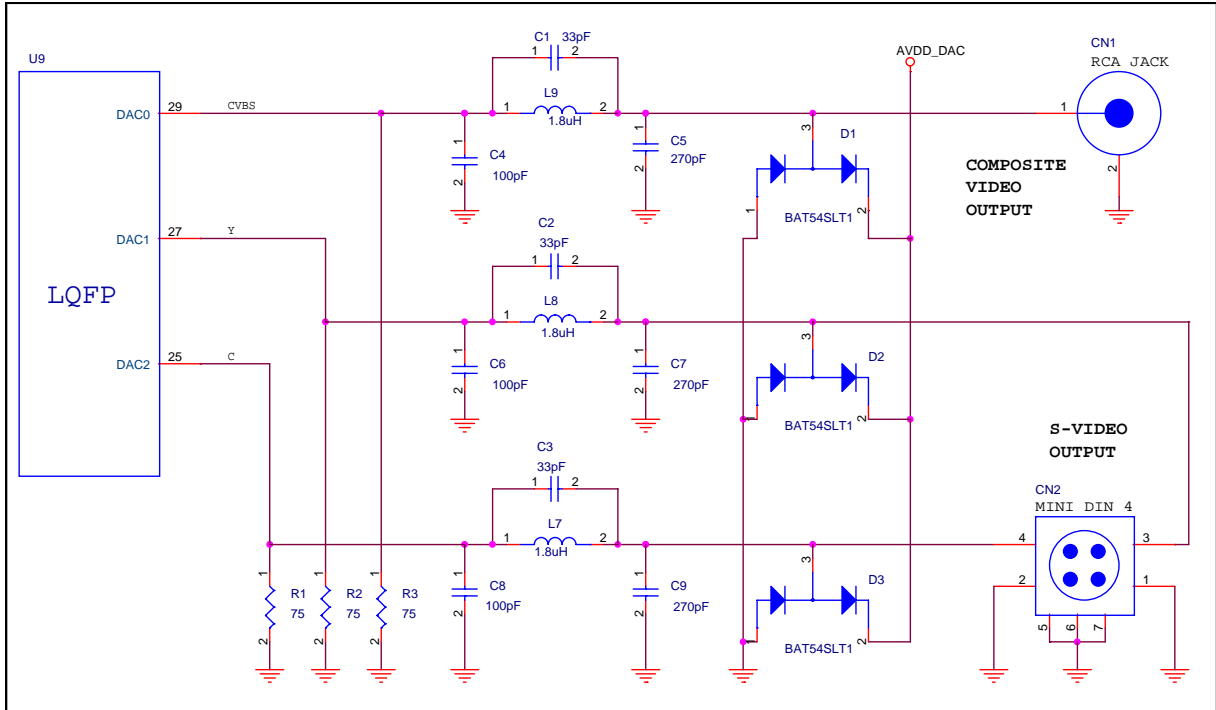 U9
LQFP
DAC0
29
CVBS
DAC1
27
Y
DAC2
25
C
C1 33pF
1 2
L9
1 2
1.8uH
1
C4
100pF
2
1
C5
270pF
2
C2
33pF
1 2
L8
1 2
1.8uH
1
C6
100pF
2
1
C7
270pF
2
C3
33pF
1 2
L7
1 2
1.8uH
1
C8
100pF
2
1
C9
270pF
2
1
R1
75
2
1
R2
75
2
1
R3
75
2
AVDD_DAC
3
D1
1
2
BAT54SLT1
3
D2
1
2
BAT54SLT1
3
D3
1
2
BAT54SLT1
CN1
RCA JACK
1
2
COMPOSITE
VIDEO
OUTPUT
S-VIDEO
OUTPUT
CN2
MINI DIN 4
4
3
2
1
5
6
7